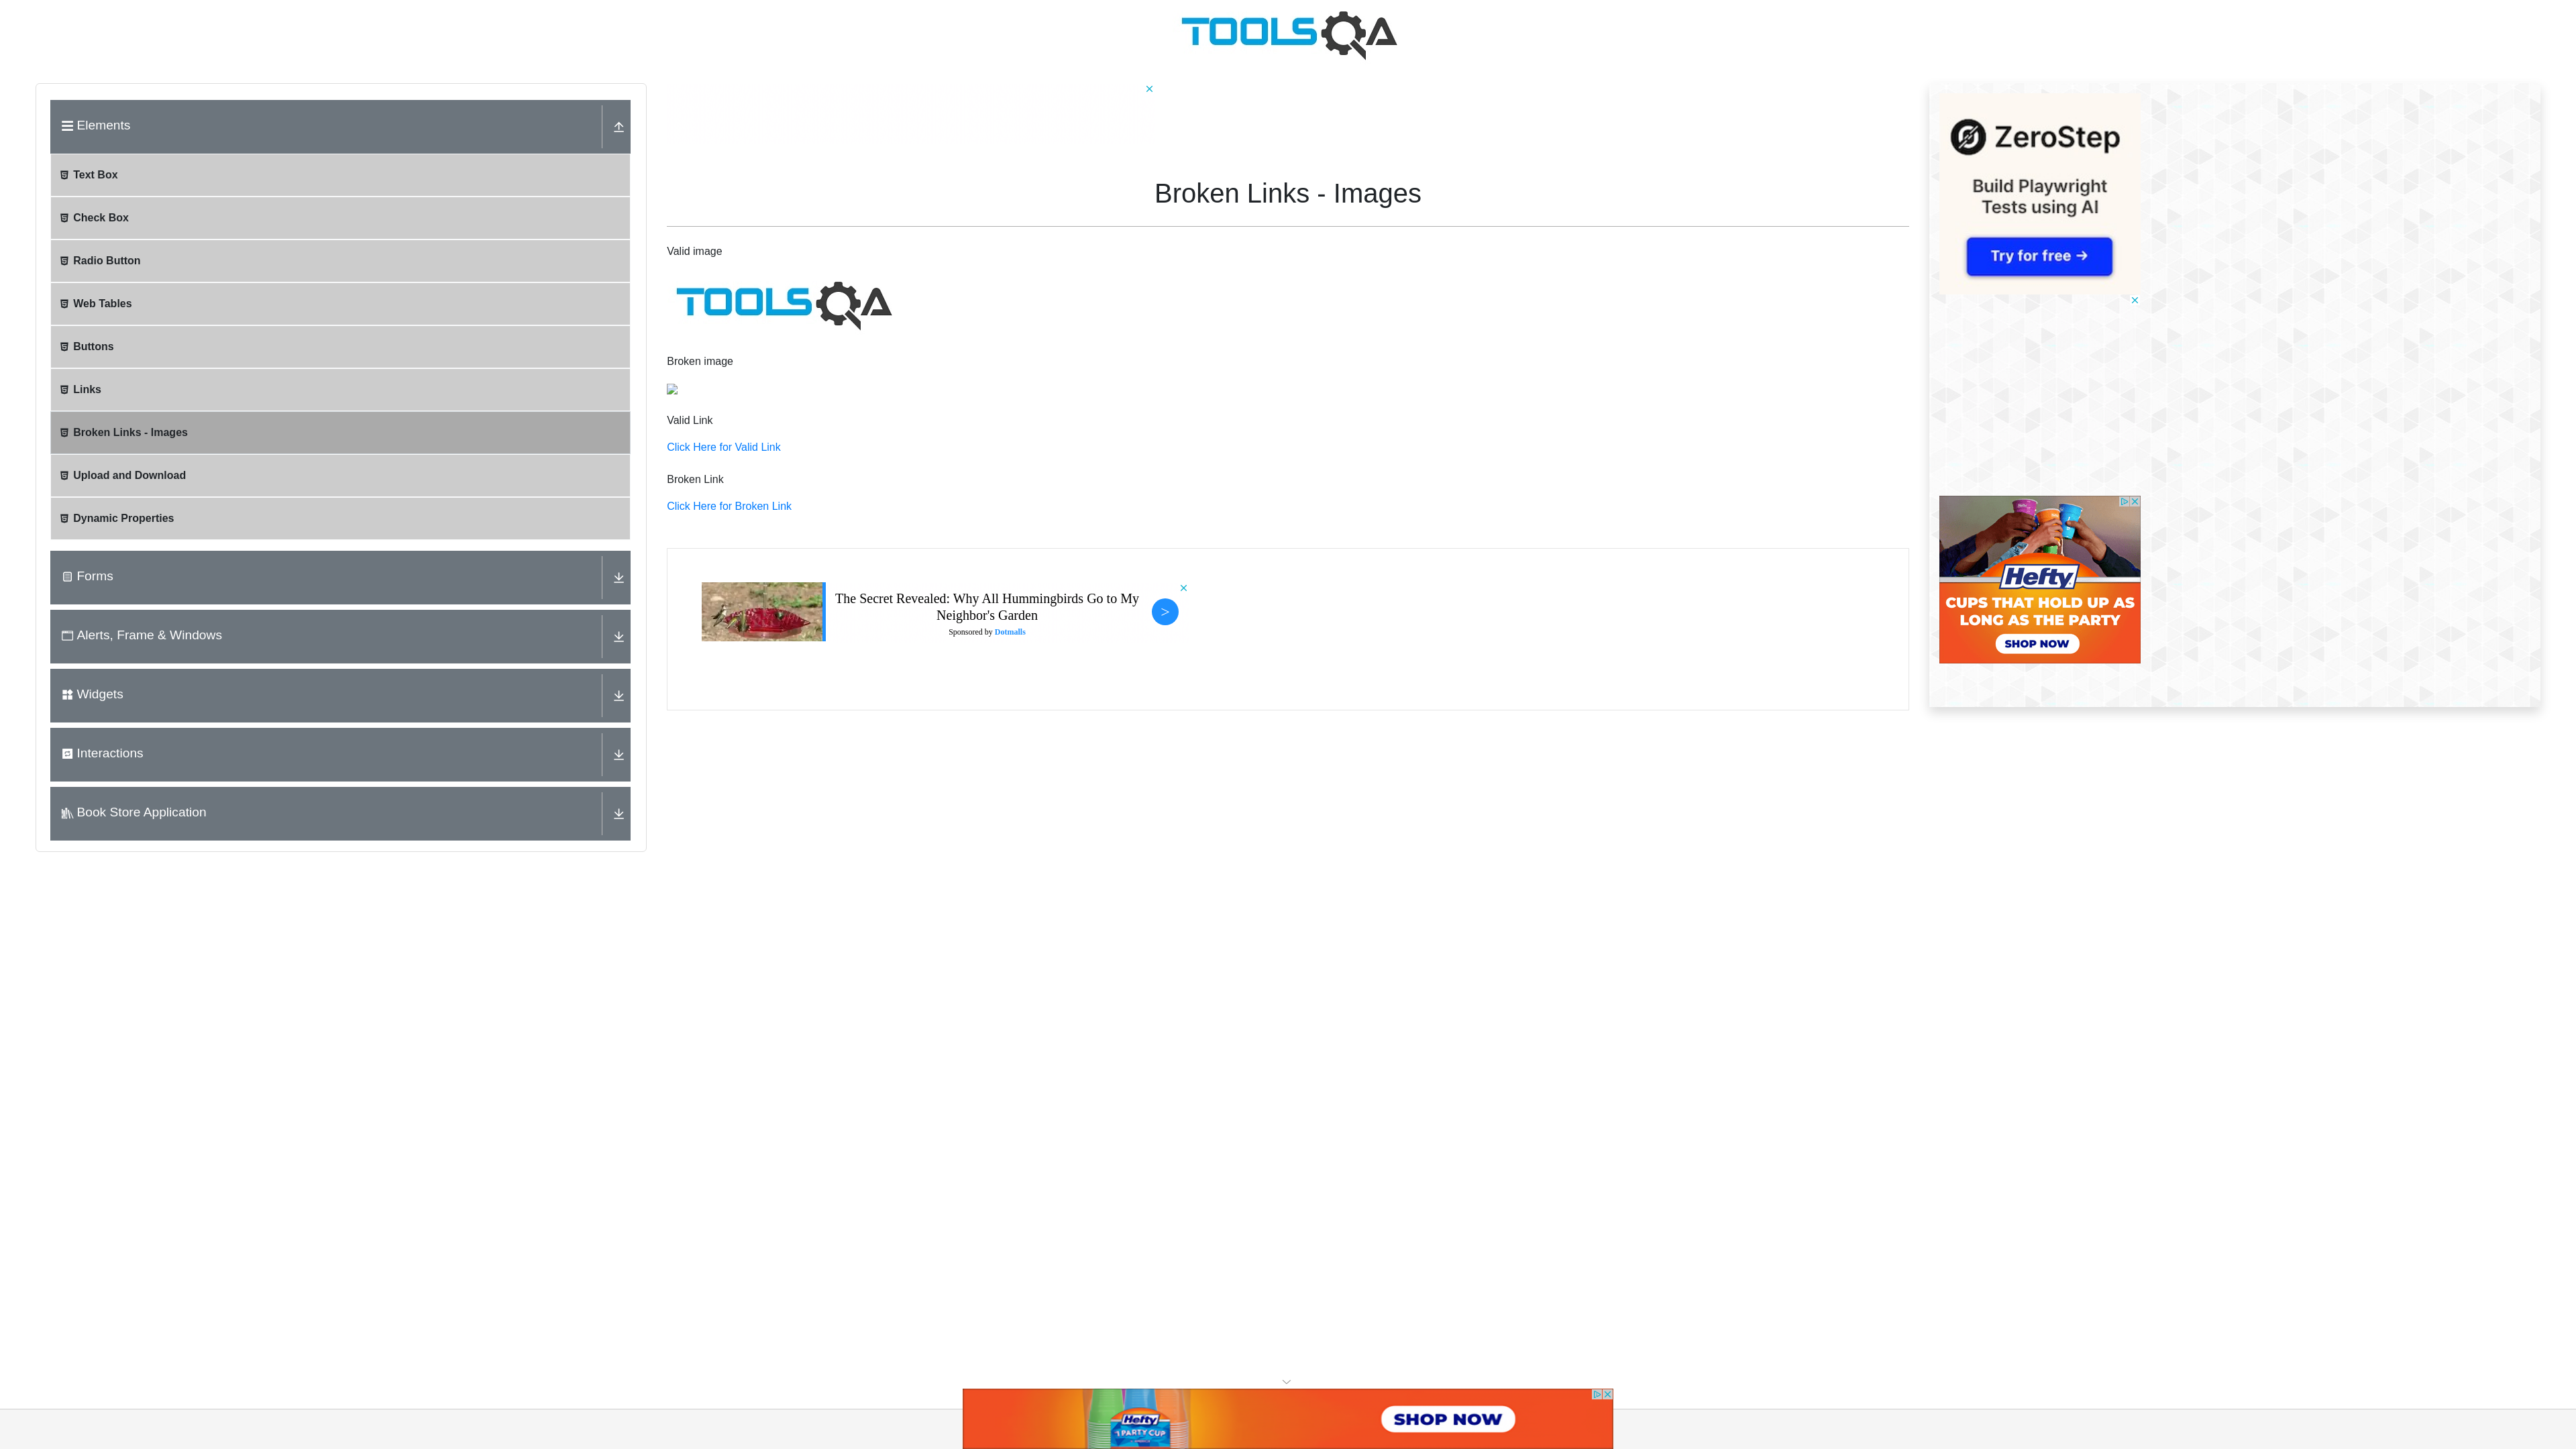 TOOLSQA
Elements
Text Box
Check Box
Radio Button
Web Tables
Buttons
Links
Broken Links - Images
Upload and Download
Dynamic Properties
Forms
Alerts, Frame & Windows
Widgets
Interactions
Book Store Application
Broken Links - Images
Valid image
TOOLSQA
Broken image
Valid Link
Click Here for Valid Link
Broken Link
Click Here for Broken Link
The Secret Revealed: Why All Hummingbirds Go to My
Neighbor's Garden
Sponsored by Dotmalls
>
ZeroStep
Build Playwright
Tests using AI
Try for free →
Hefty
CUPS THAT HOLD UP AS
LONG AS THE PARTY
SHOP NOW
Hefty
1 PARTY CUP
SHOP NOW